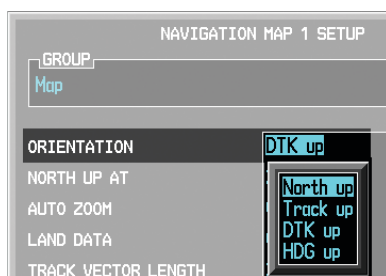 NAVIGATION MAP 1 SETUP
GROUP
Map
ORIENTATION DTK up
NORTH UP AT
AUTO ZOOM
LAND DATA
TRACK VECTOR LENGTH
North up
Track up
DTK up
HDG up